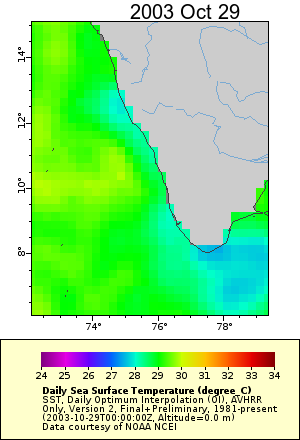 2003 Oct 29
14°
12°
10°
8°
74° 76° 78°
24 25 26 27 28 29 30 31 32 33 34
Daily Sea Surface Temperature (degree_C)
SST, Daily Optimum Interpolation (OI), AVHRR
Only, Version 2, Final+Preliminary, 1981-present
(2003-10-29T00:00:00Z, Altitude=0.0 m)
Data courtesy of NOAA NCEI